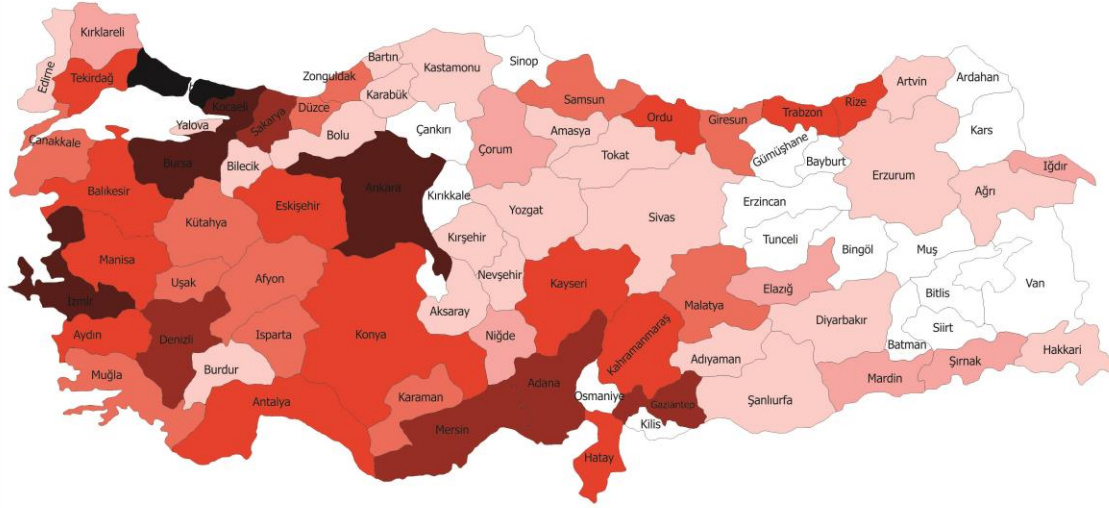 Kırklareli
Edirne
Tekirdağ
Kocaeli
Yalova
Sakarya
Düzce
Zonguldak
Bartın
Karabük
Kastamonu
Sinop
Samsun
Ordu
Giresun
Trabzon
Rize
Artvin
Ardahan
Kars
Çanakkale
Bursa
Bilecik
Bolu
Çankırı
Çorum
Amasya
Tokat
Gümüşhane
Bayburt
Erzurum
Iğdır
Ağrı
Balıkesir
Kütahya
Eskişehir
Ankara
Kırıkkale
Yozgat
Sivas
Erzincan
Tunceli
Bingöl
Muş
Van
Manisa
Uşak
Afyon
Kırşehir
Nevşehir
Kayseri
Malatya
Elazığ
Bitlis
İzmir
Aksaray
Diyarbakır
Siirt
Batman
Aydın
Denizli
Isparta
Konya
Niğde
Kahramanmaraş
Adıyaman
Mardin
Şırnak
Hakkari
Muğla
Burdur
Antalya
Karaman
Mersin
Adana
Osmaniye
Gaziantep
Kilis
Şanlıurfa
Hatay